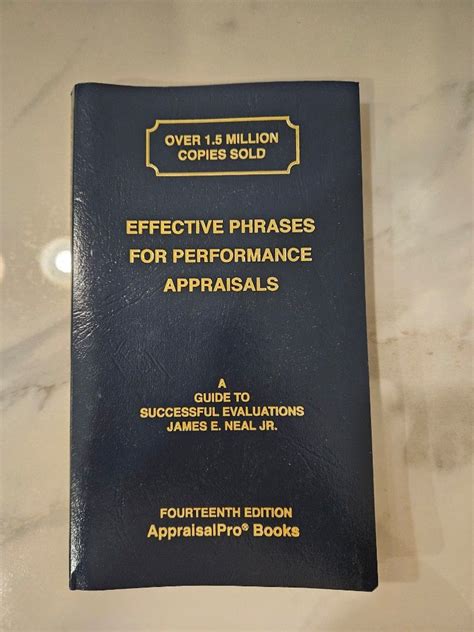 OVER 1.5 MILLION
COPIES SOLD
EFFECTIVE PHRASES
FOR PERFORMANCE
APPRAISALS
A
GUIDE TO
SUCCESSFUL EVALUATIONS
JAMES E. NEAL JR.
FOURTEENTH EDITION
AppraisalPro® Books